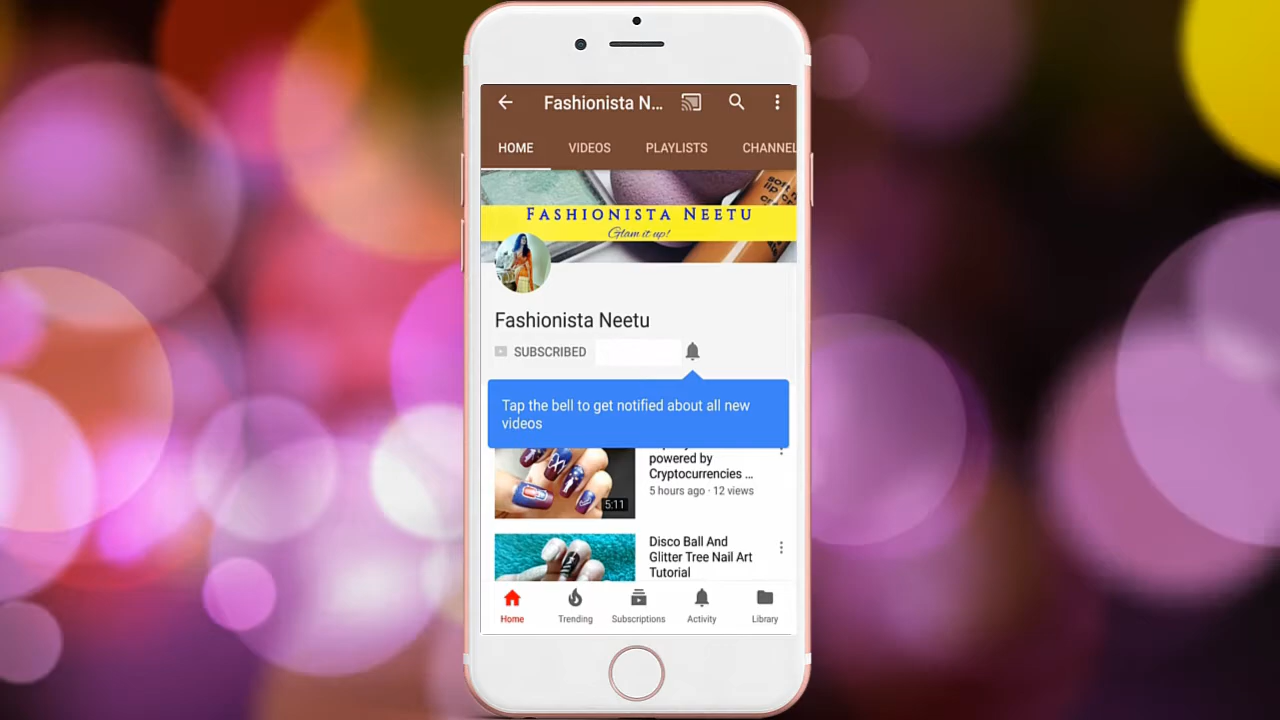 Fashionista N...
HOME VIDEOS PLAYLISTS CHANNEL
FASHIONISTA NEETU
Glam it up!
Fashionista Neetu
SUBSCRIBED
Tap the bell to get notified about all new
videos
powered by
Cryptocurrencies ...
5 hours ago · 12 views
5:11
Disco Ball And
Glitter Tree Nail Art
Tutorial
Home Trending Subscriptions Activity Library